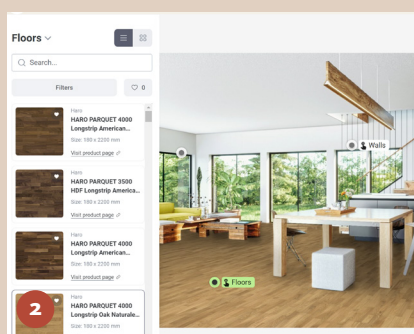 Floors
Search...
Filters
0
Haro
HARO PARQUET 4000
Longstrip American...
Size: 180 x 2200 mm
Visit product page
Haro
HARO PARQUET 3500
HDF Longstrip America...
Size: 180 x 2200 mm
Visit product page
Haro
HARO PARQUET 4000
Longstrip American...
Size: 180 x 2200 mm
Visit product page
Haro
HARO PARQUET 4000
Longstrip Oak Naturale...
Size: 180 x 2200 mm
2
Walls
Floors